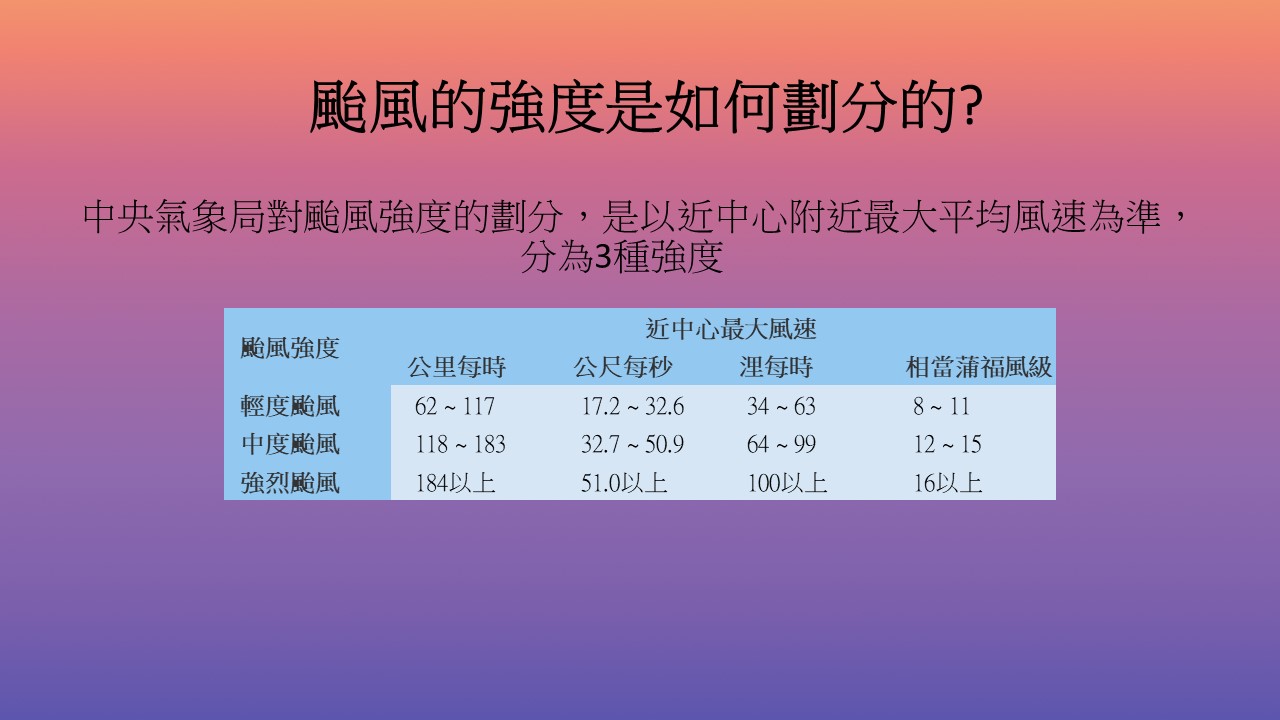 颱風的強度是如何劃分的?
中央氣象局對颱風強度的劃分，是以近中心附近最大平均風速為準，
分為3種強度
颱風強度 近中心最大風速
公里每時 公尺每秒 浬每時 相當蒲福風級
輕度颱風 62 ~ 117 17.2 ~ 32.6 34 ~ 63 8 ~ 11
中度颱風 118 ~ 183 32.7 ~ 50.9 64 ~ 99 12 ~ 15
強烈颱風 184以上 51.0以上 100以上 16以上